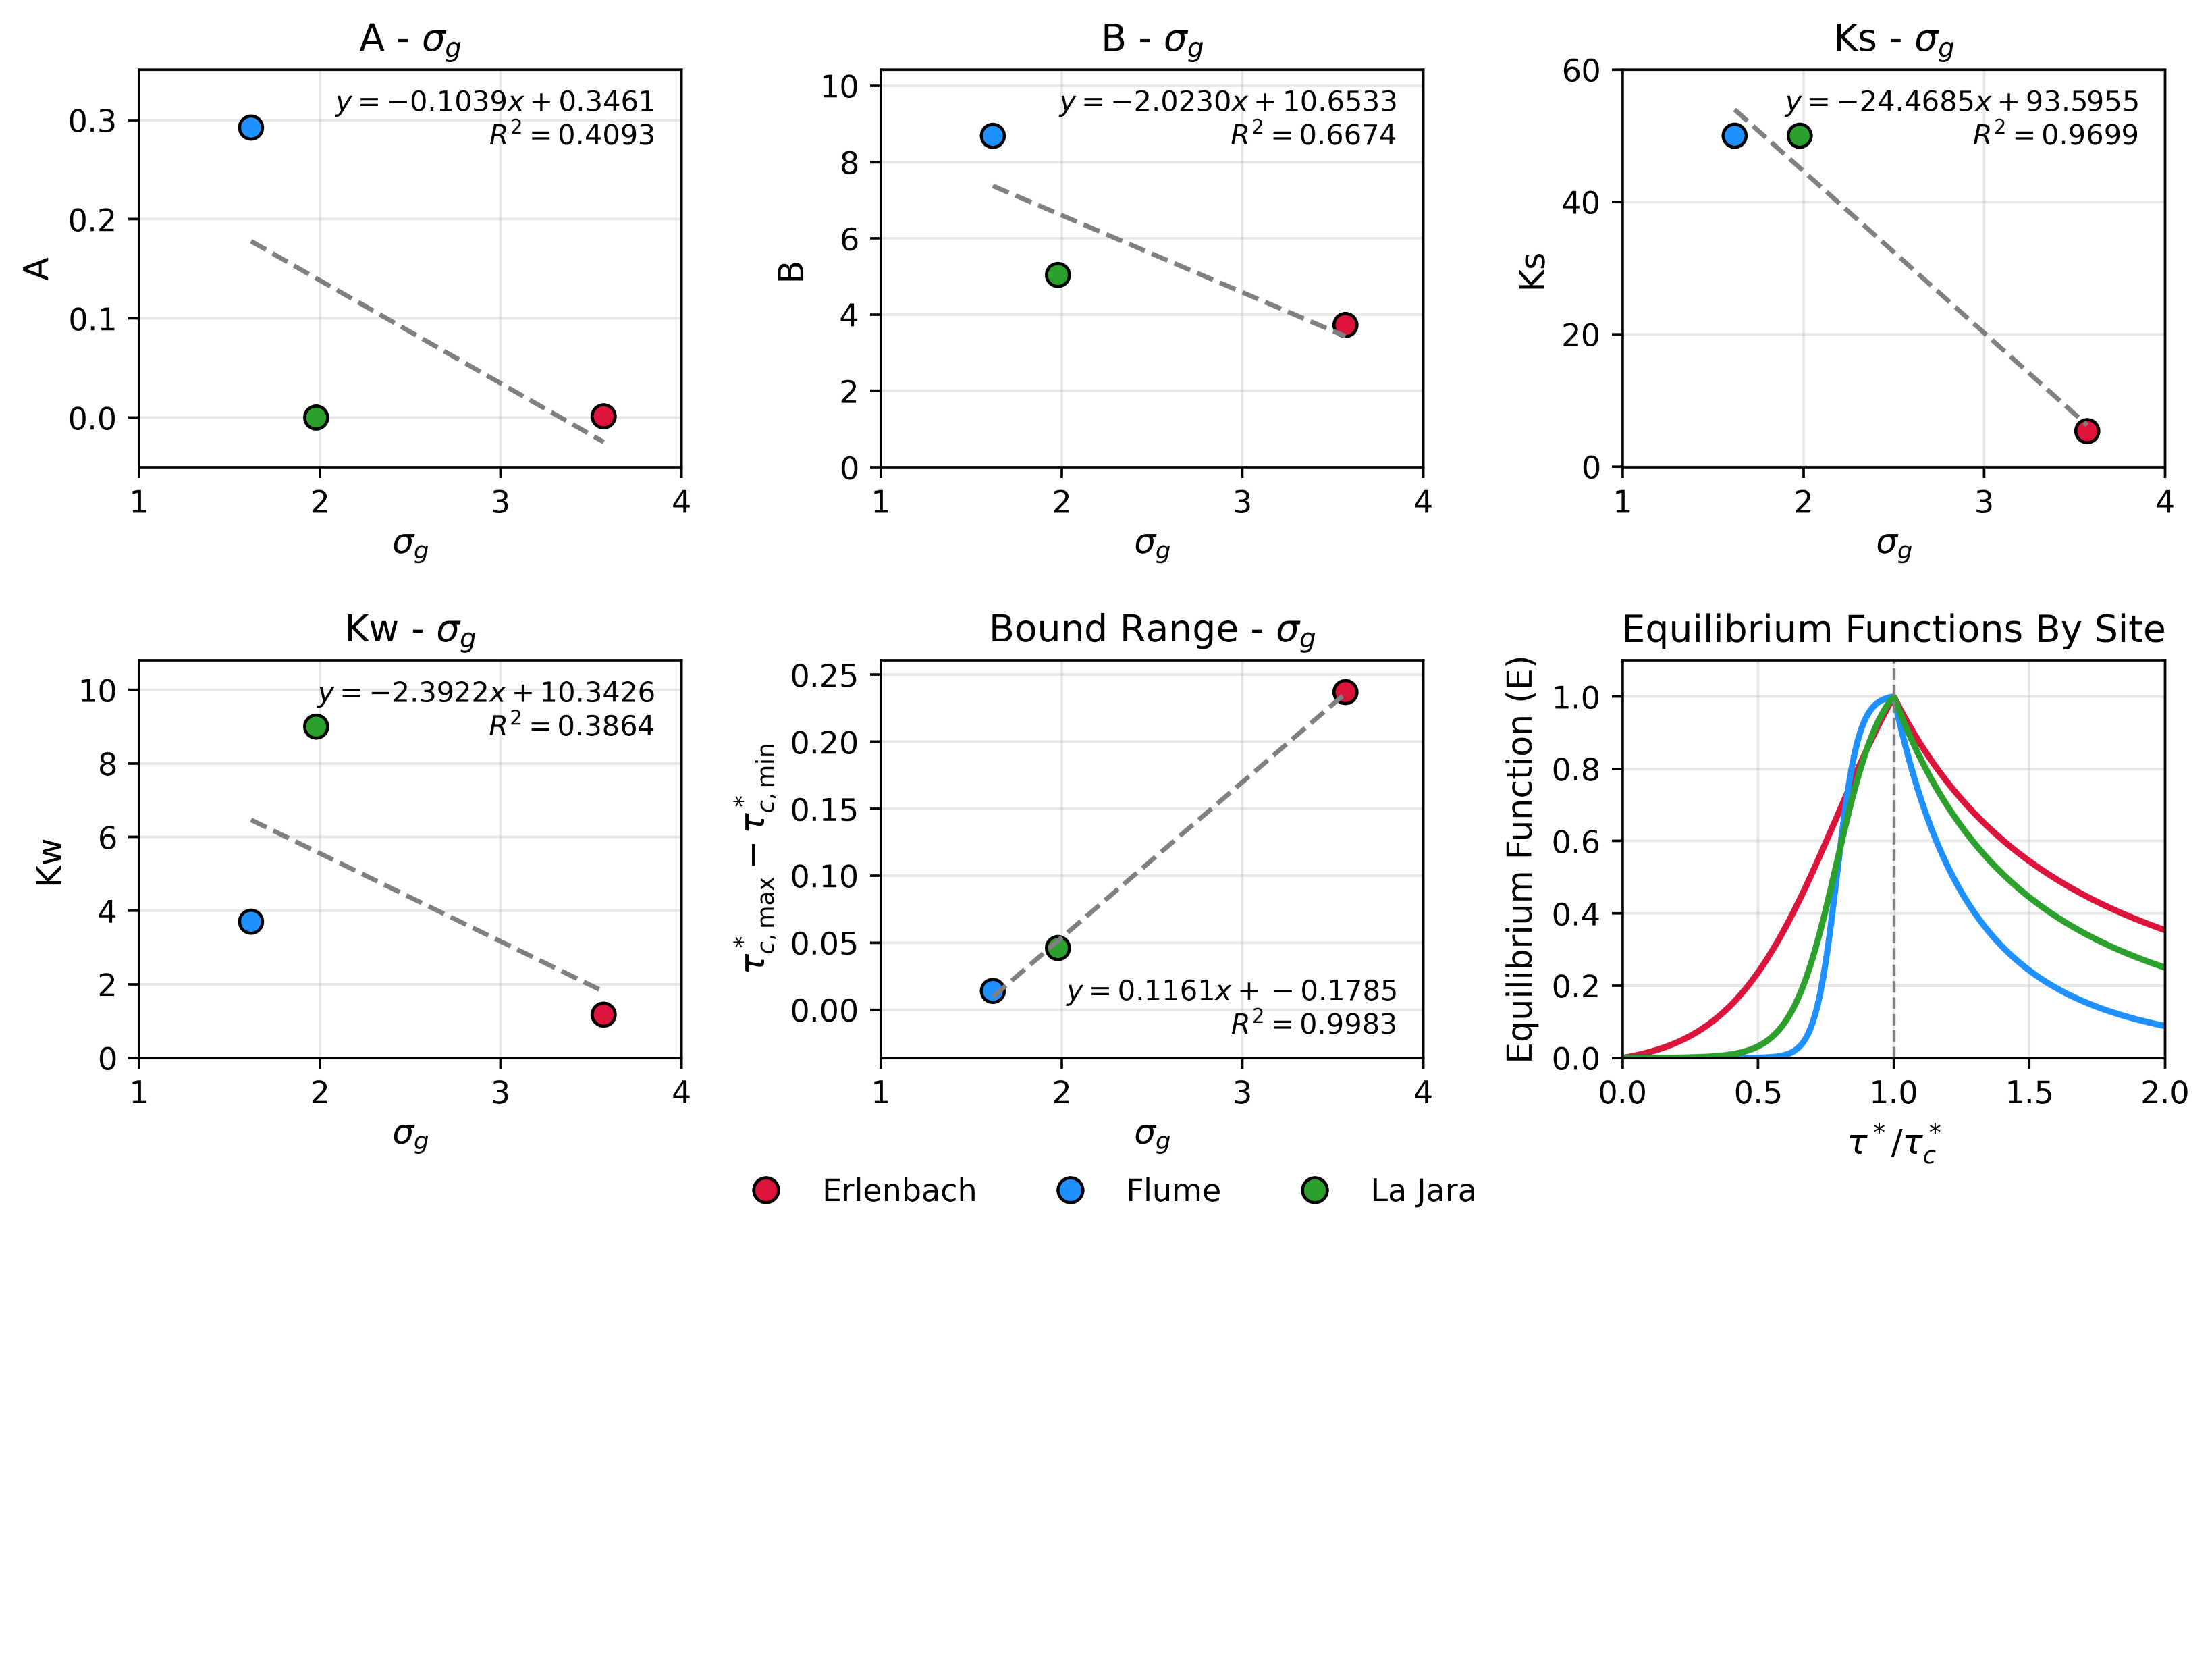 A - σg
0.3
0.2
0.1
0.0
A
y = −0.1039x + 0.3461
R² = 0.4093
1 2 3 4
σg
B - σg
10
8
6
4
2
0
B
y = −2.0230x + 10.6533
R² = 0.6674
1 2 3 4
σg
Ks - σg
60
40
20
0
Ks
y = −24.4685x + 93.5955
R² = 0.9699
1 2 3 4
σg
Kw - σg
10
8
6
4
2
0
Kw
y = −2.3922x + 10.3426
R² = 0.3864
1 2 3 4
σg
Bound Range - σg
0.25
0.20
0.15
0.10
0.05
0.00
τ*c,max − τ*c,min
y = 0.1161x + −0.1785
R² = 0.9983
1 2 3 4
σg
Equilibrium Functions By Site
1.0
0.8
0.6
0.4
0.2
0.0
Equilibrium Function (E)
0.0 0.5 1.0 1.5 2.0
τ*/τ*c
Erlenbach Flume La Jara